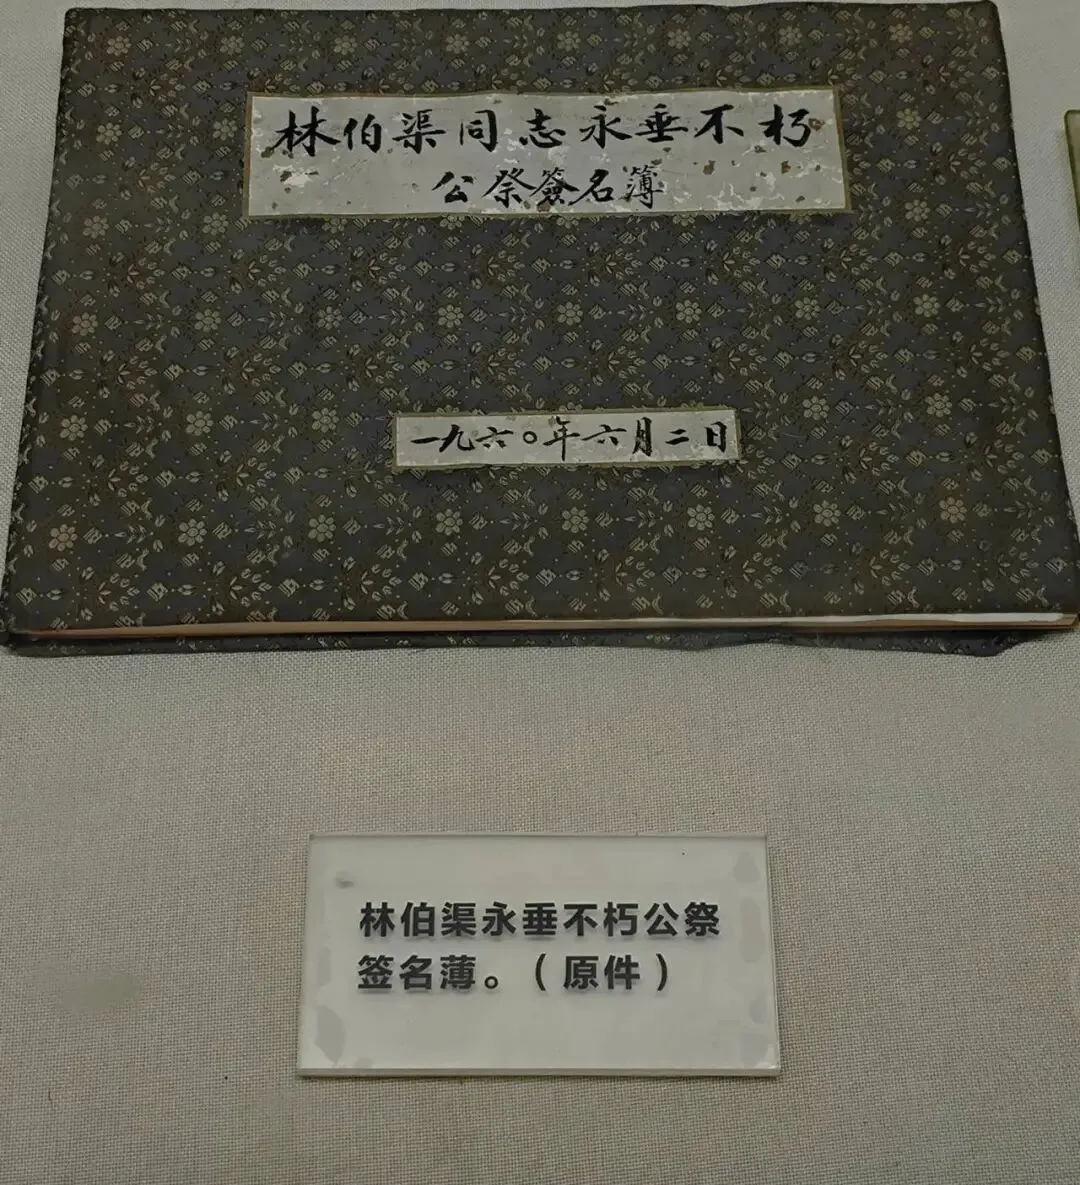 林伯渠同志永垂不朽
公祭簽名簿
一九六〇年六月二日
林伯渠永垂不朽公祭
签名薄。（原件）